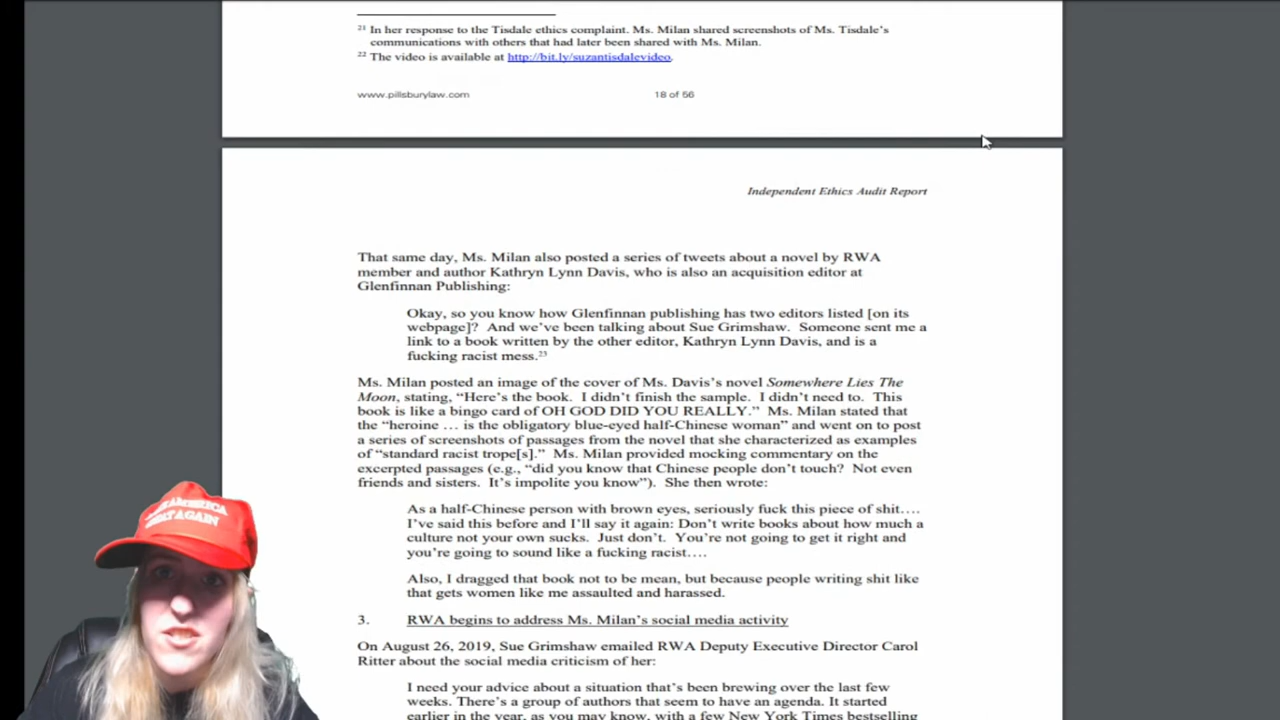 21 In her response to the Tisdale ethics complaint. Ms. Milan shared screenshots of Ms. Tisdale's
communications with others that had later been shared with Ms. Milan.
22 The video is available at http://bit.ly/suzantisdalevideo.
www.pillsburylaw.com 18 of 56
Independent Ethics Audit Report
That same day, Ms. Milan also posted a series of tweets about a novel by RWA
member and author Kathryn Lynn Davis, who is also an acquisition editor at
Glenfinnan Publishing:
Okay, so you know how Glenfinnan publishing has two editors listed [on its
webpage]? And we've been talking about Sue Grimshaw. Someone sent me a
link to a book written by the other editor, Kathryn Lynn Davis, and is a
fucking racist mess.23
Ms. Milan posted an image of the cover of Ms. Davis's novel Somewhere Lies The
Moon, stating, "Here's the book. I didn't finish the sample. I didn't need to. This
book is like a bingo card of OH GOD DID YOU REALLY." Ms. Milan stated that
the "heroine … is the obligatory blue-eyed half-Chinese woman" and went on to post
a series of screenshots of passages from the novel that she characterized as examples
of "standard racist trope[s]." Ms. Milan provided mocking commentary on the
excerpted passages (e.g., "did you know that Chinese people don't touch? Not even
friends and sisters. It's impolite you know"). She then wrote:
As a half-Chinese person with brown eyes, seriously fuck this piece of shit….
I've said this before and I'll say it again: Don't write books about how much a
culture not your own sucks. Just don't. You're not going to get it right and
you're going to sound like a fucking racist….
Also, I dragged that book not to be mean, but because people writing shit like
that gets women like me assaulted and harassed.
3. RWA begins to address Ms. Milan's social media activity
On August 26, 2019, Sue Grimshaw emailed RWA Deputy Executive Director Carol
Ritter about the social media criticism of her:
I need your advice about a situation that's been brewing over the last few
weeks. There's a group of authors that seem to have an agenda. It started
earlier in the year, as you may know, with a few New York Times bestselling
AMERICA
GREAT AGAIN